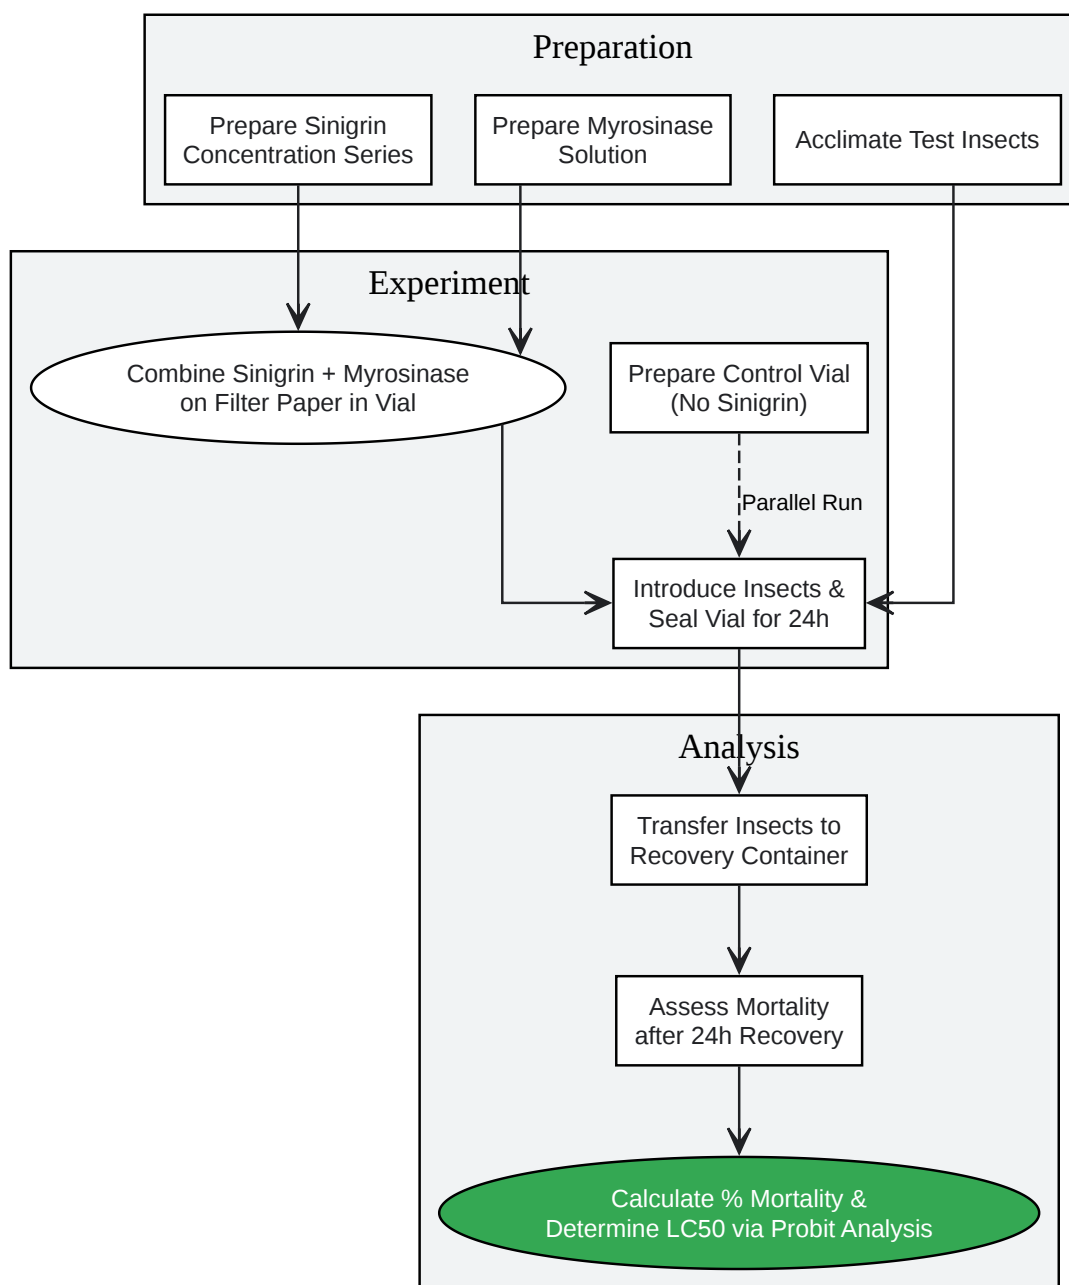 Preparation
Prepare Sinigrin
Concentration Series
Prepare Myrosinase
Solution
Acclimate Test Insects
Experiment
Combine Sinigrin + Myrosinase
on Filter Paper in Vial
Prepare Control Vial
(No Sinigrin)
Parallel Run
Introduce Insects &
Seal Vial for 24h
Analysis
Transfer Insects to
Recovery Container
Assess Mortality
after 24h Recovery
Calculate % Mortality &
Determine LC50 via Probit Analysis